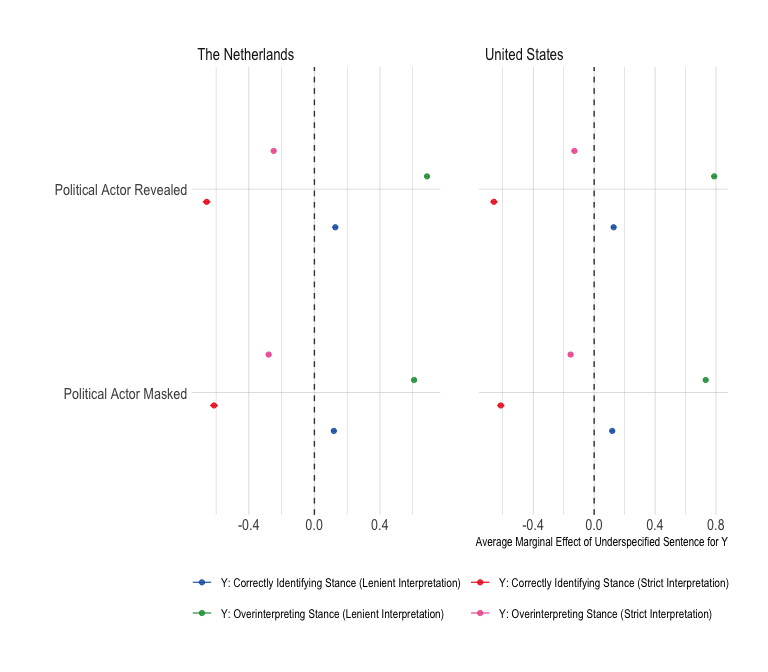 The Netherlands
United States
Political Actor Revealed
Political Actor Masked
-0.4 0.0 0.4
-0.4 0.0 0.4 0.8
Average Marginal Effect of Underspecified Sentence for Y
Y: Correctly Identifying Stance (Lenient Interpretation)
Y: Correctly Identifying Stance (Strict Interpretation)
Y: Overinterpreting Stance (Lenient Interpretation)
Y: Overinterpreting Stance (Strict Interpretation)